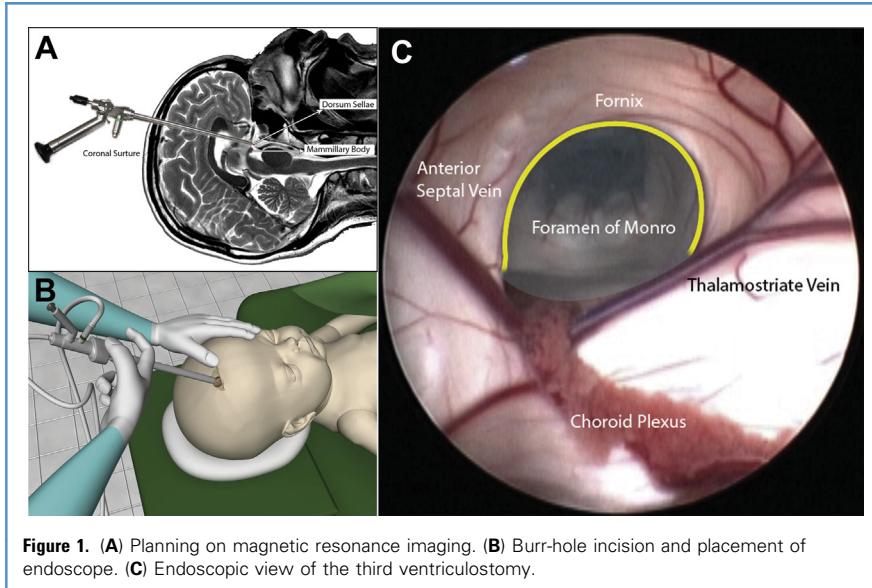 A
Dorsum Sellae
Mammillary Body
Coronal Surture
B
C
Fornix
Anterior
Septal Vein
Foramen of Monro
Thalamostriate Vein
Choroid Plexus
Figure 1. (A) Planning on magnetic resonance imaging. (B) Burr-hole incision and placement of
endoscope. (C) Endoscopic view of the third ventriculostomy.